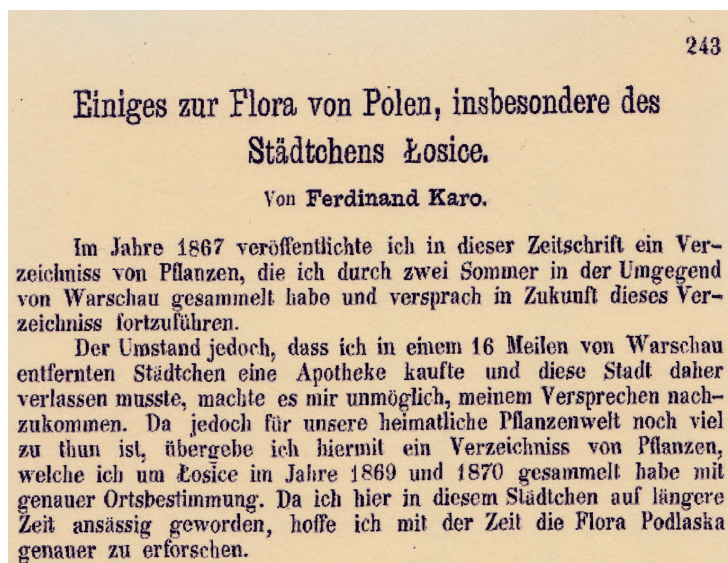 243
Einiges zur Flora von Polen, insbesondere des
Städtchens Łosice.
Von Ferdinand Karo.
Im Jahre 1867 veröffentlichte ich in dieser Zeitschrift ein Ver-
zeichniss von Pflanzen, die ich durch zwei Sommer in der Umgegend
von Warschau gesammelt habe und versprach in Zukunft dieses Ver-
zeichniss fortzuführen.
Der Umstand jedoch, dass ich in einem 16 Meilen von Warschau
entfernten Städtchen eine Apotheke kaufte und diese Stadt daher
verlassen musste, machte es mir unmöglich, meinem Versprechen nach-
zukommen. Da jedoch für unsere heimatliche Pflanzenwelt noch viel
zu thun ist, übergebe ich hiermit ein Verzeichniss von Pflanzen,
welche ich um Łosice im Jahre 1869 und 1870 gesammelt habe mit
genauer Ortsbestimmung. Da ich hier in diesem Städtchen auf längere
Zeit ansässig geworden, hoffe ich mit der Zeit die Flora Podlaska
genauer zu erforschen.